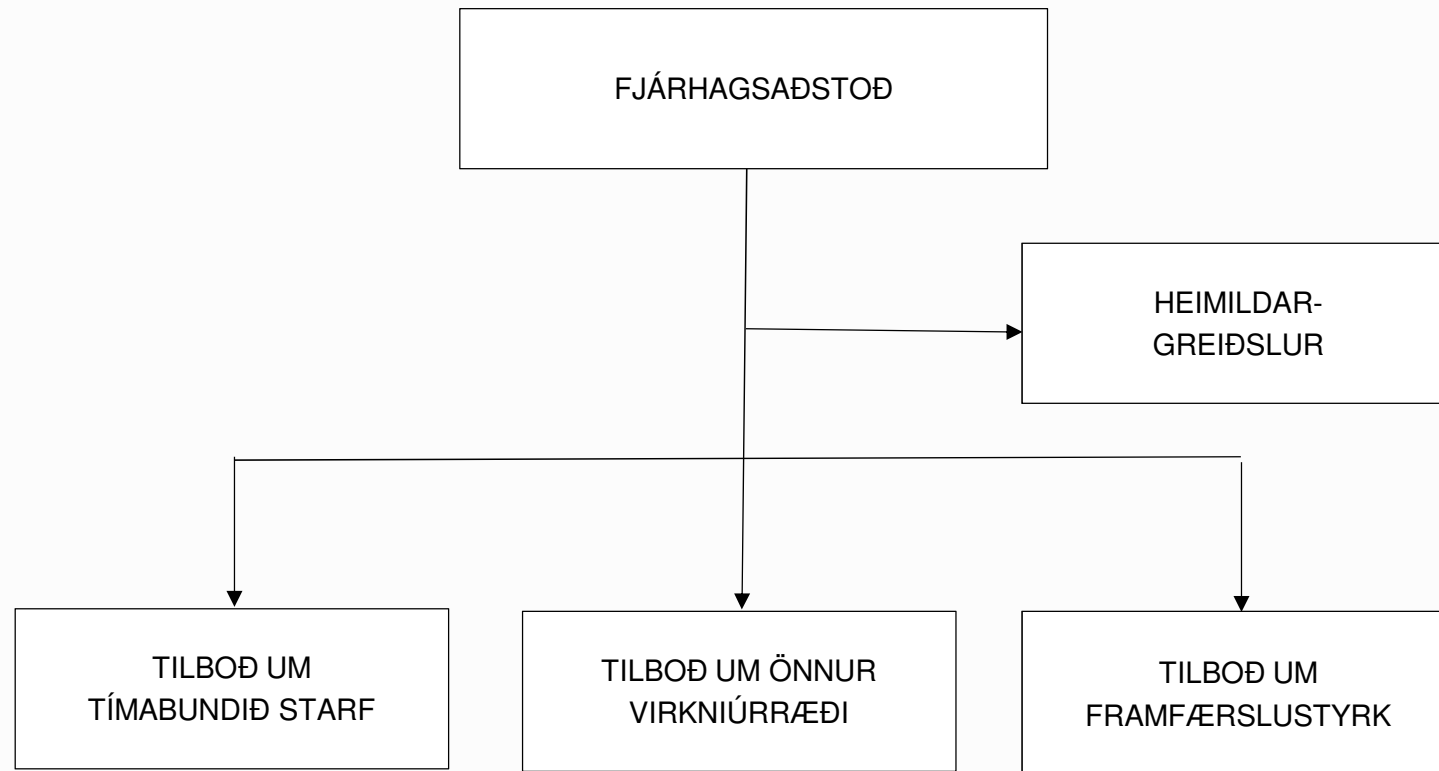 FJÁRHAGSAÐSTOÐ
HEIMILDAR-
GREIÐSLUR
TILBOÐ UM
TÍMABUNDIÐ STARF
TILBOÐ UM ÖNNUR
VIRKNIÚRRÆÐI
TILBOÐ UM
FRAMFÆRSLUSTYRK